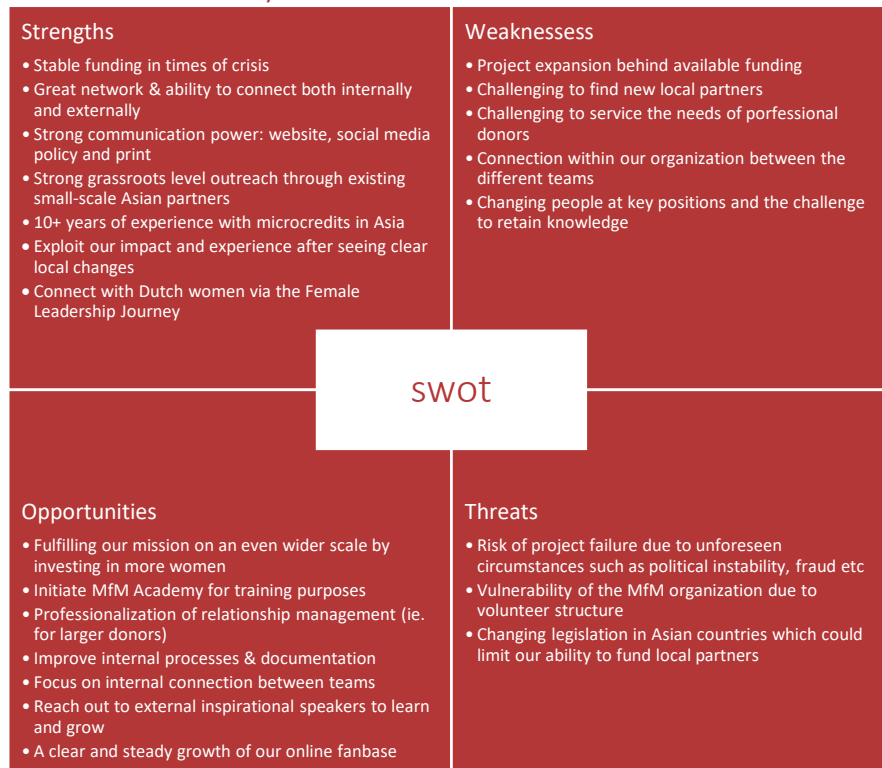 Strengths
• Stable funding in times of crisis
• Great network & ability to connect both internally
and externally
• Strong communication power: website, social media
policy and print
• Strong grassroots level outreach through existing
small-scale Asian partners
• 10+ years of experience with microcredits in Asia
• Exploit our impact and experience after seeing clear
local changes
• Connect with Dutch women via the Female
Leadership Journey
Weaknessess
• Project expansion behind available funding
• Challenging to find new local partners
• Challenging to service the needs of porfessional
donors
• Connection within our organization between the
different teams
• Changing people at key positions and the challenge
to retain knowledge
swot
Opportunities
• Fulfilling our mission on an even wider scale by
investing in more women
• Initiate MfM Academy for training purposes
• Professionalization of relationship management (ie.
for larger donors)
• Improve internal processes & documentation
• Focus on internal connection between teams
• Reach out to external inspirational speakers to learn
and grow
• A clear and steady growth of our online fanbase
Threats
• Risk of project failure due to unforeseen
circumstances such as political instability, fraud etc
• Vulnerability of the MfM organization due to
volunteer structure
• Changing legislation in Asian countries which could
limit our ability to fund local partners